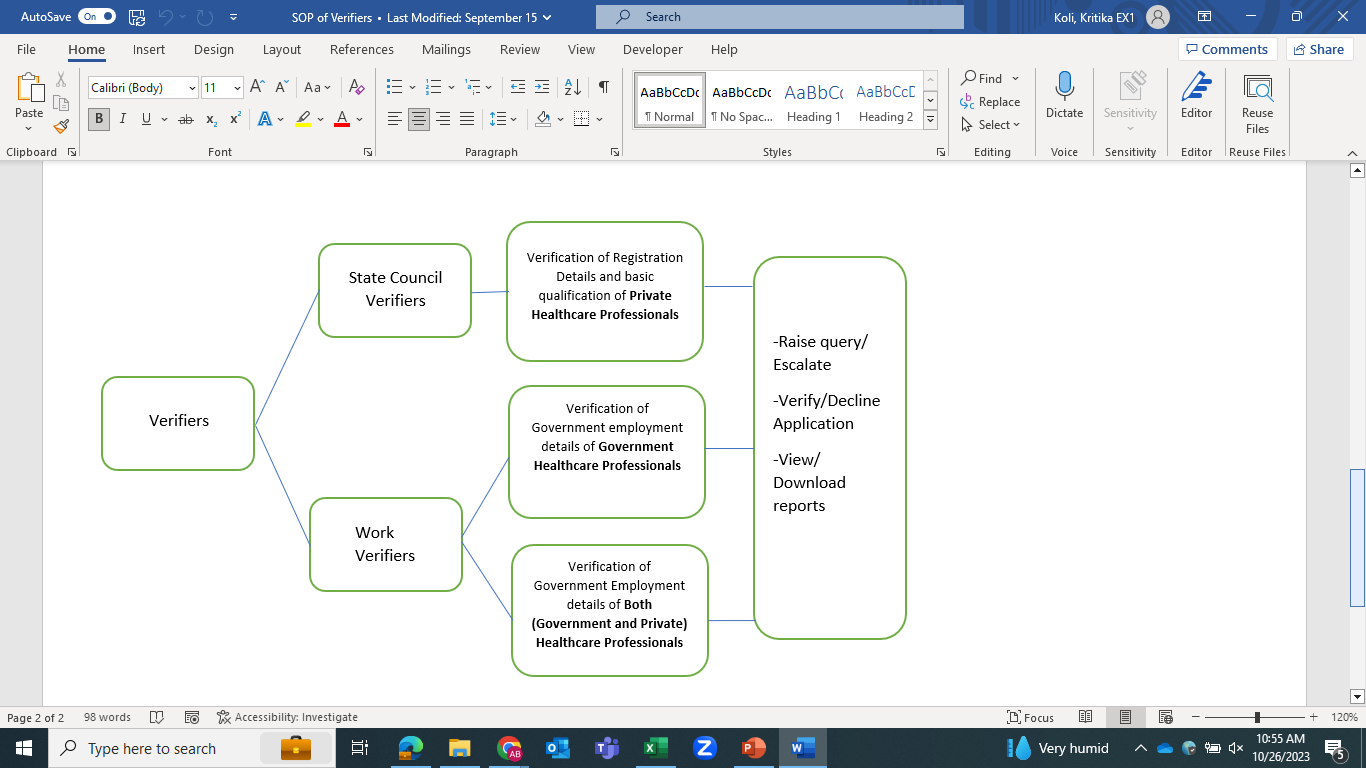 AutoSave On SOP of Verifiers • Last Modified: September 15 Search Koli, Kritika EX1
File Home Insert Design Layout References Mailings Review View Developer Help Comments Share
Paste
Clipboard
Calibri (Body) 11 A A Aa A
B I U ab x2 x2 A A
Font
Paragraph
AaBbCcDc AaBbCcDc AaBbCc AaBbCcD
¶ Normal ¶ No Spac... Heading 1 Heading 2
Styles
Find
Replace
Select
Editing
Dictate
Voice
Sensitivity
Sensitivity
Editor
Editor
Reuse
Files
Reuse Files
Verifiers
State Council
Verifiers
Work
Verifiers
Verification of Registration
Details and basic
qualification of Private
Healthcare Professionals
Verification of
Government employment
details of Government
Healthcare Professionals
Verification of
Government Employment
details of Both
(Government and Private)
Healthcare Professionals
-Raise query/
Escalate
-Verify/Decline
Application
-View/
Download
reports
Page 2 of 2 98 words Accessibility: Investigate Focus 120%
Type here to search Very humid 10:55 AM
10/26/2023 5